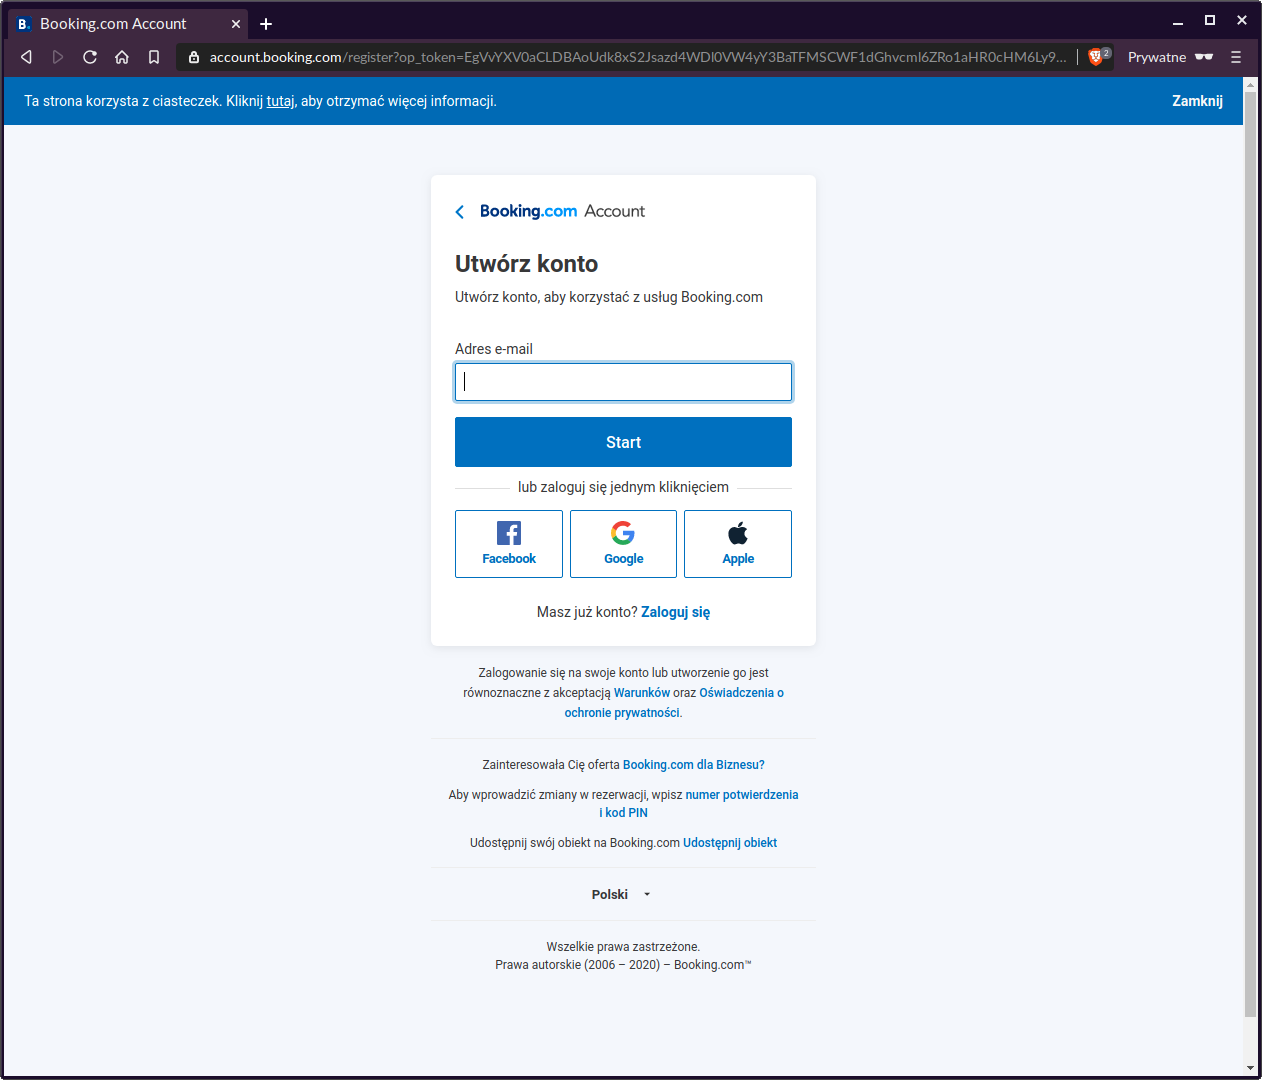 B. Booking.com Account
account.booking.com/register?op_token=EgVvYXV0aCLDBAoUdk8xS2Jsazd4WDI0VW4yY3BaTFMSCWF1dGhvcml6ZRo1aHR0cHM6Ly9... 2 Prywatne
Ta strona korzysta z ciasteczek. Kliknij tutaj, aby otrzymać więcej informacji. Zamknij
Booking.com Account
Utwórz konto
Utwórz konto, aby korzystać z usług Booking.com
Adres e-mail
Start
lub zaloguj się jednym kliknięciem
Facebook Google Apple
Masz już konto? Zaloguj się
Zalogowanie się na swoje konto lub utworzenie go jest
równoznaczne z akceptacją Warunków oraz Oświadczenia o
ochronie prywatności.
Zainteresowała Cię oferta Booking.com dla Biznesu?
Aby wprowadzić zmiany w rezerwacji, wpisz numer potwierdzenia
i kod PIN
Udostępnij swój obiekt na Booking.com Udostępnij obiekt
Polski
Wszelkie prawa zastrzeżone.
Prawa autorskie (2006 – 2020) – Booking.com™